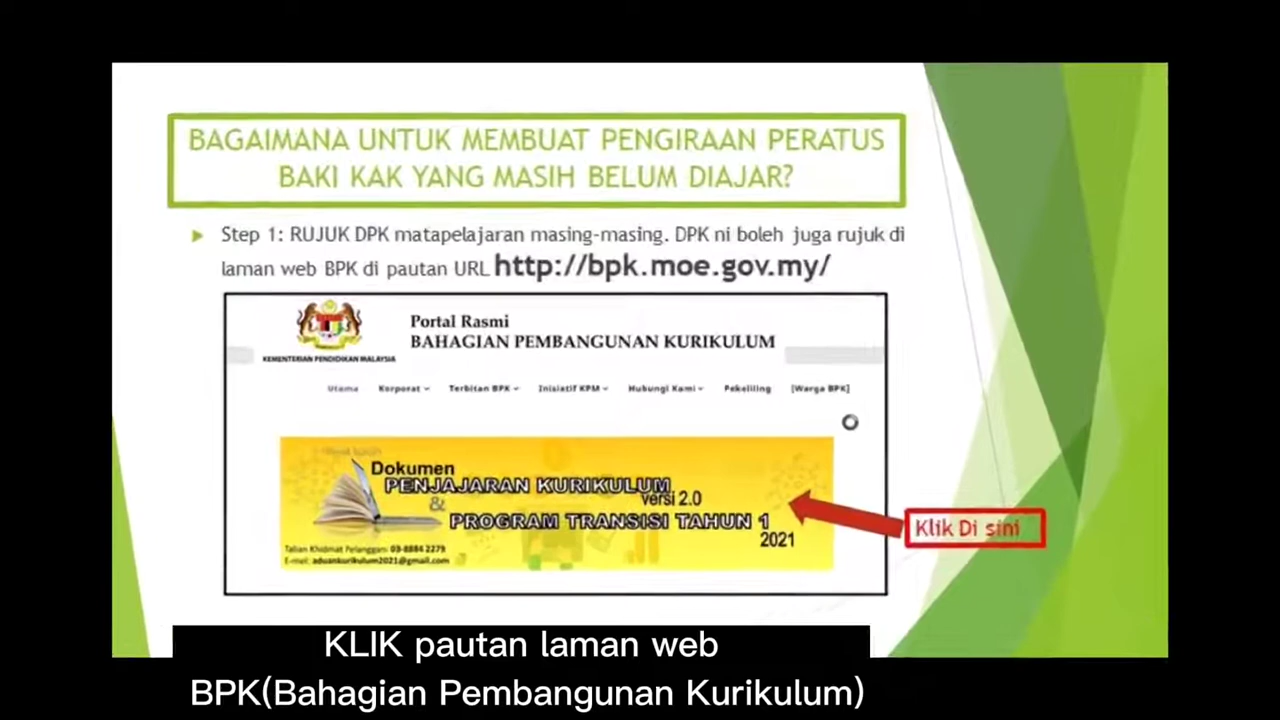 BAGAIMANA UNTUK MEMBUAT PENGIRAAN PERATUS
BAKI KAK YANG MASIH BELUM DIAJAR?
Step 1: RUJUK DPK matapelajaran masing-masing. DPK ni boleh juga rujuk di
laman web BPK di pautan URL http://bpk.moe.gov.my/
KEMENTERIAN PENDIDIKAN MALAYSIA
Portal Rasmi
BAHAGIAN PEMBANGUNAN KURIKULUM
Utama Korporat Terbitan BPK Inisiatif KPM Hubungi Kami Pekeliling [Warga BPK]
Dokumen
PENJAJARAN KURIKULUM
versi 2.0
&
PROGRAM TRANSISI TAHUN 1
2021
Talian Khidmat Pelanggan: 03-8884 2279
E-mel: aduankurikulum2021@gmail.com
Klik Di sini
KLIK pautan laman web
BPK(Bahagian Pembangunan Kurikulum)